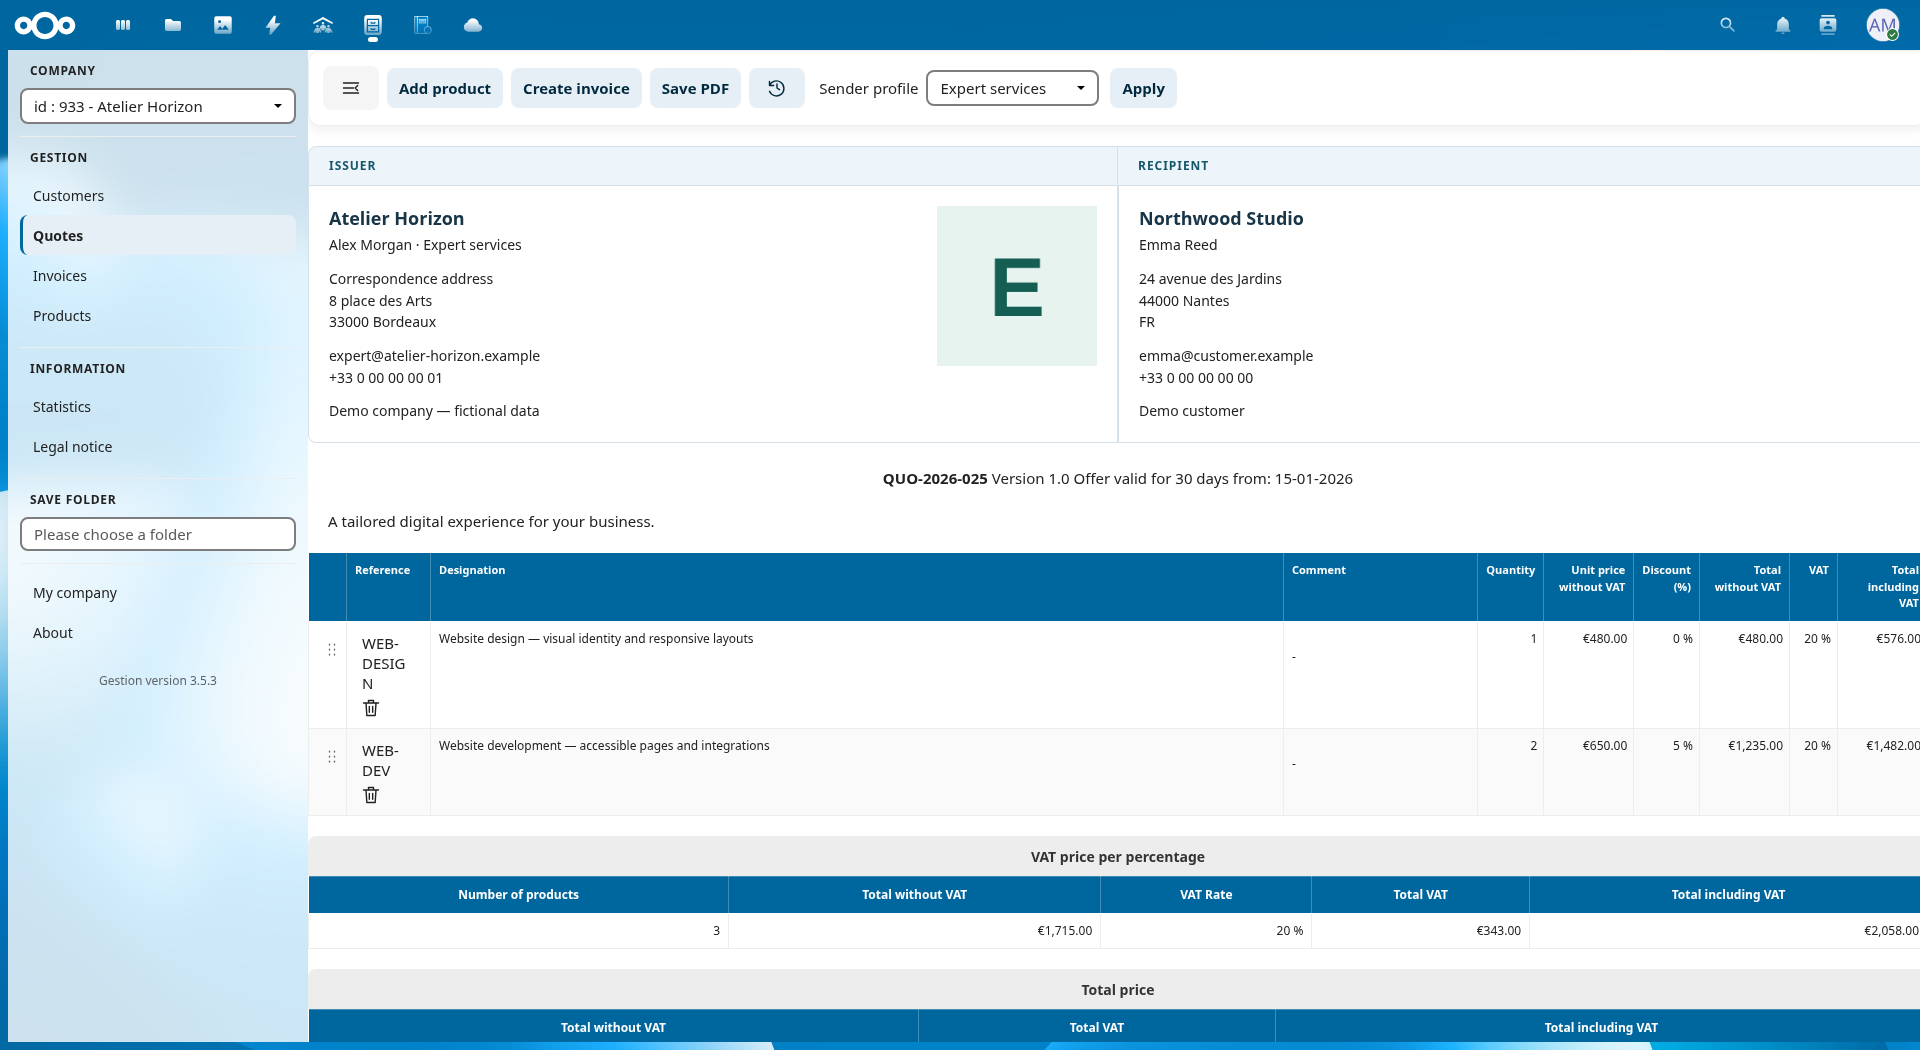 AM
COMPANY
id : 933 - Atelier Horizon
GESTION
Customers
Quotes
Invoices
Products
INFORMATION
Statistics
Legal notice
SAVE FOLDER
Please choose a folder
My company
About
Gestion version 3.5.3
Add product
Create invoice
Save PDF
Sender profile
Expert services
Apply
ISSUER
Atelier Horizon
Alex Morgan · Expert services
Correspondence address
8 place des Arts
33000 Bordeaux
expert@atelier-horizon.example
+33 0 00 00 00 01
Demo company — fictional data
E
RECIPIENT
Northwood Studio
Emma Reed
24 avenue des Jardins
44000 Nantes
FR
emma@customer.example
+33 0 00 00 00 00
Demo customer
QUO-2026-025 Version 1.0 Offer valid for 30 days from: 15-01-2026
A tailored digital experience for your business.
Reference Designation Comment Quantity Unit price without VAT Discount (%) Total without VAT VAT Total including VAT
WEB-DESIGN Website design — visual identity and responsive layouts - 1 €480.00 0 % €480.00 20 % €576.00
WEB-DEV Website development — accessible pages and integrations - 2 €650.00 5 % €1,235.00 20 % €1,482.00
VAT price per percentage
Number of products Total without VAT VAT Rate Total VAT Total including VAT
3 €1,715.00 20 % €343.00 €2,058.00
Total price
Total without VAT Total VAT Total including VAT